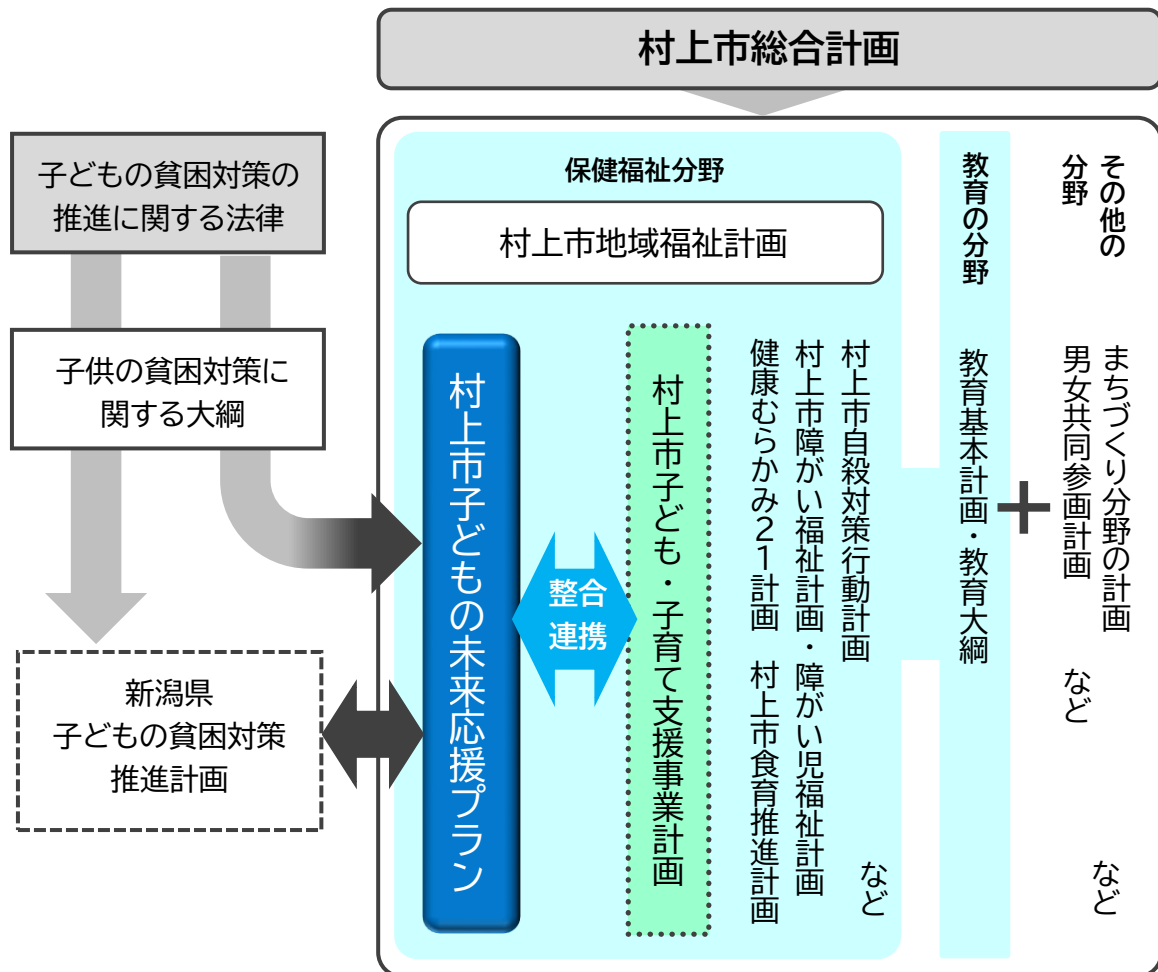 村上市総合計画
子どもの貧困対策の
推進に関する法律
子供の貧困対策に
関する大綱
新潟県
子どもの貧困対策
推進計画
保健福祉分野
村上市地域福祉計画
村上市子どもの未来応援プラン
整合
連携
村上市子ども・子育て支援事業計画
村上市自殺対策行動計画
など
村上市障がい福祉計画・障がい児福祉計画
健康むらかみ21計画 村上市食育推進計画
教育の分野
教育基本計画・教育大綱
+
その他の
分野
まちづくり分野の計画
など
男女共同参画計画
など